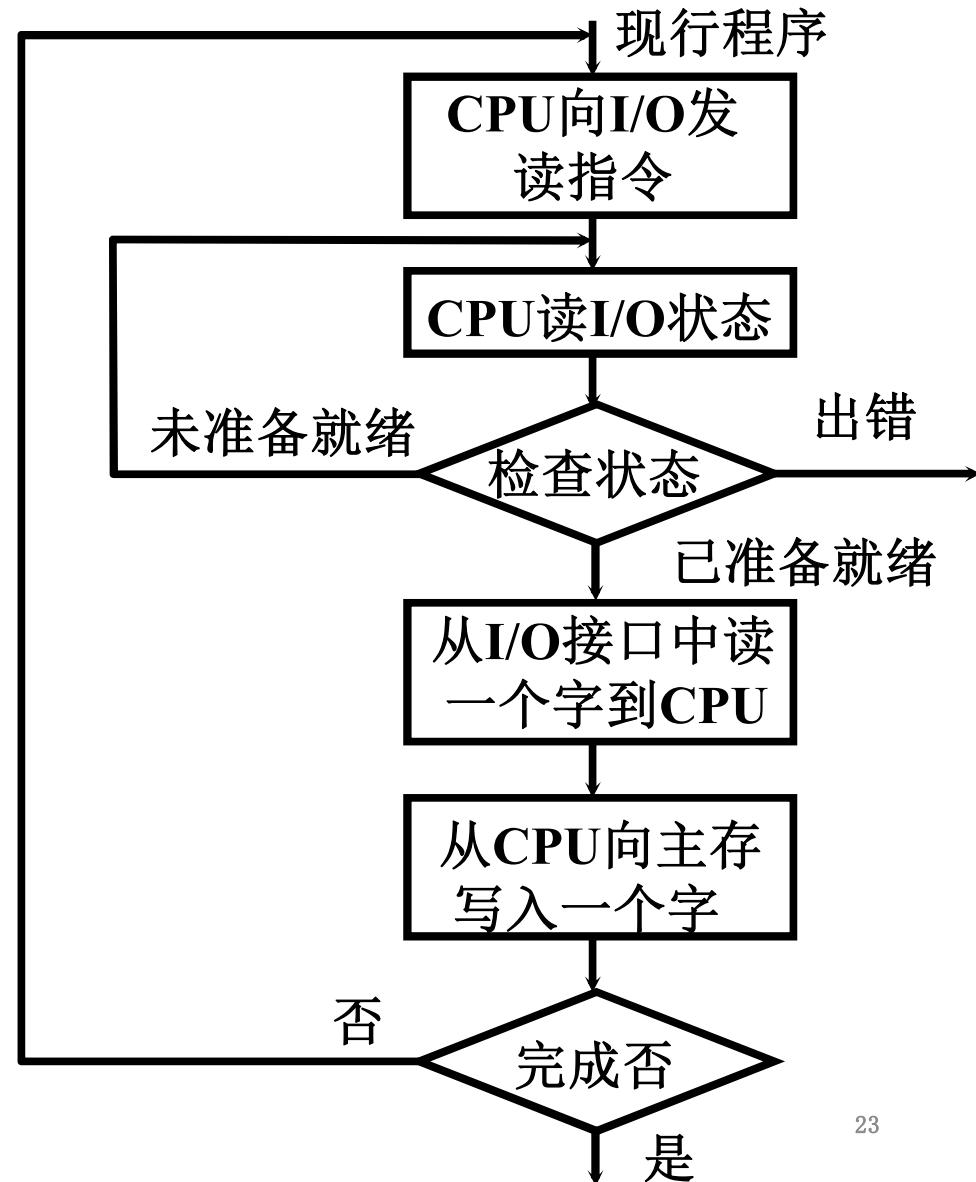 现行程序
CPU向I/O发
读指令
CPU读I/O状态
未准备就绪
出错
检查状态
已准备就绪
从I/O接口中读
一个字到CPU
从CPU向主存
写入一个字
否
完成否
23
是